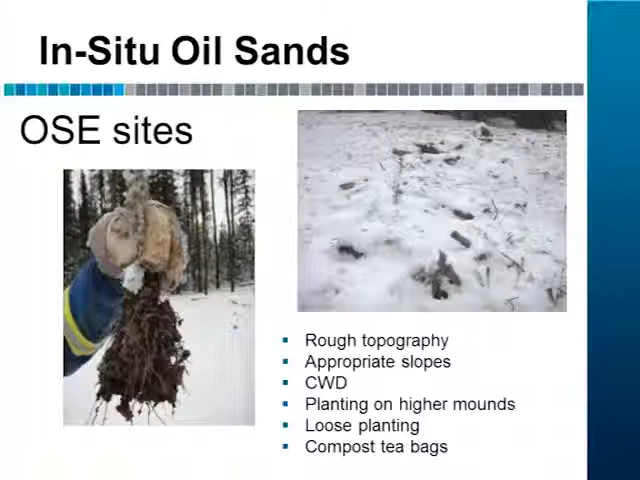 In-Situ Oil Sands
OSE sites
Rough topography
Appropriate slopes
CWD
Planting on higher mounds
Loose planting
Compost tea bags